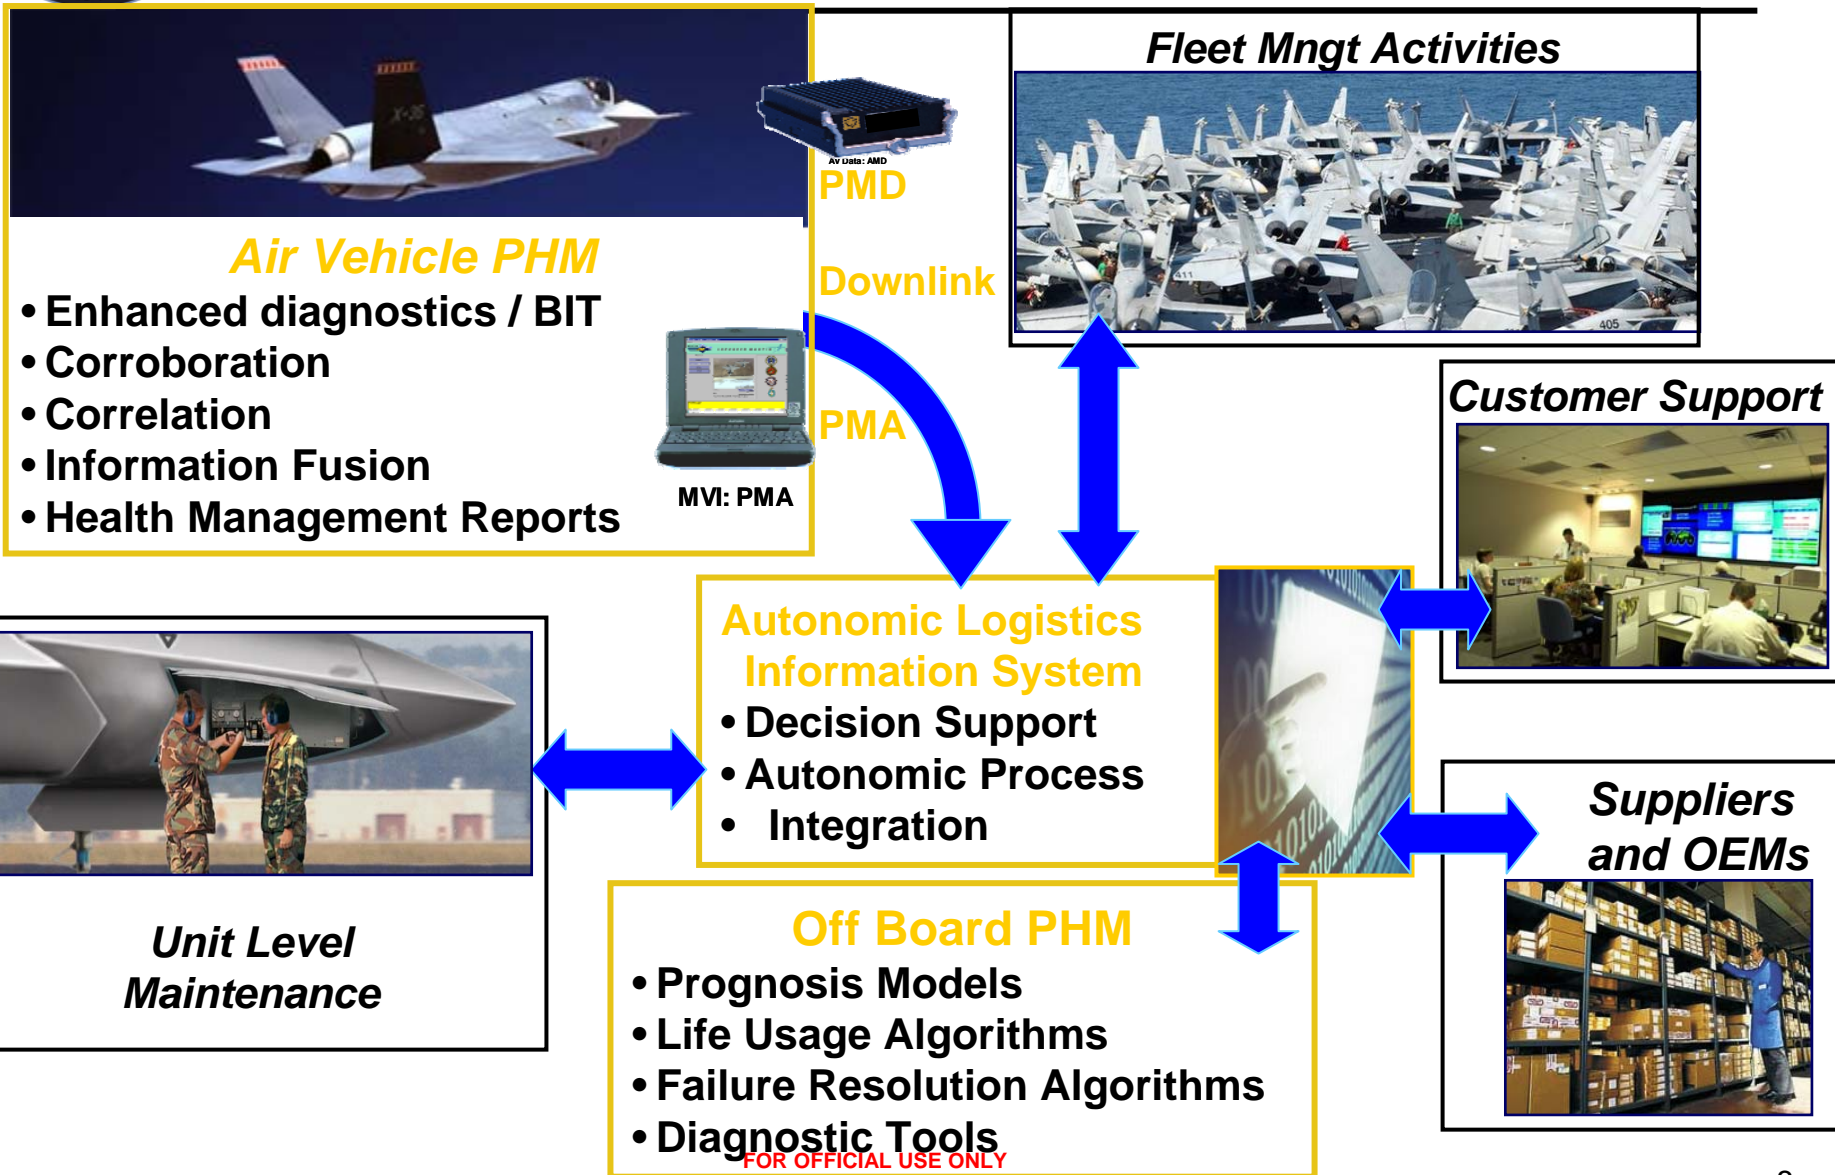 Fleet Mngt Activities
X-35
Av Data: AMD
PMD
Downlink
PMA
Air Vehicle PHM
• Enhanced diagnostics / BIT
• Corroboration
• Correlation
• Information Fusion
• Health Management Reports
MVI: PMA
411
405
Customer Support
Autonomic Logistics
Information System
• Decision Support
• Autonomic Process
• Integration
Unit Level
Maintenance
Suppliers
and OEMs
Off Board PHM
• Prognosis Models
• Life Usage Algorithms
• Failure Resolution Algorithms
• Diagnostic Tools
FOR OFFICIAL USE ONLY